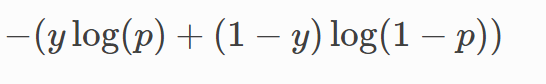 −(y log(p) + (1 − y) log(1 − p))